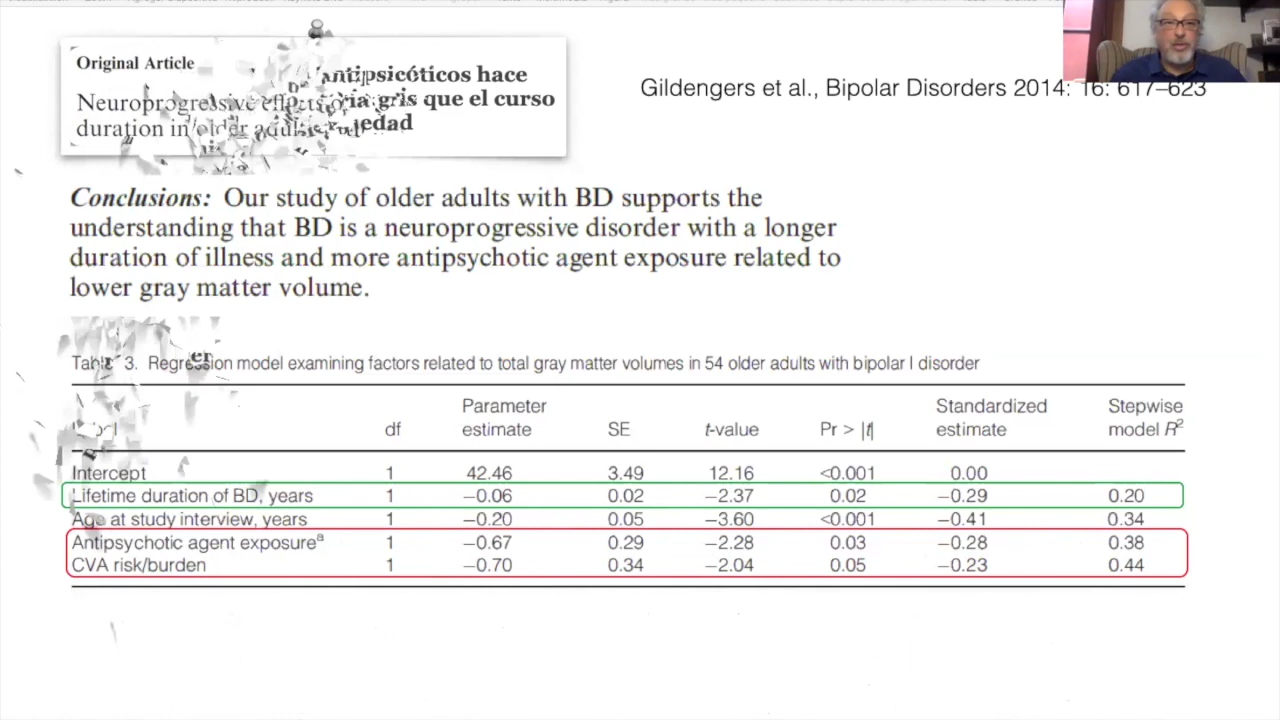 Original Article
Neuroprogressive effects
duration in older adults
ntipsicóticos hace
ia gris que el curso
iedad
Gildengers et al., Bipolar Disorders 2014: 16: 617–623
Conclusions: Our study of older adults with BD supports the
understanding that BD is a neuroprogressive disorder with a longer
duration of illness and more antipsychotic agent exposure related to
lower gray matter volume.
Table 3. Regression model examining factors related to total gray matter volumes in 54 older adults with bipolar I disorder
df Parameter estimate SE t-value Pr > |t| Standardized estimate Stepwise model R²
Intercept 1 42.46 3.49 12.16 <0.001 0.00
Lifetime duration of BD, years 1 −0.06 0.02 −2.37 0.02 −0.29 0.20
Age at study interview, years 1 −0.20 0.05 −3.60 <0.001 −0.41 0.34
Antipsychotic agent exposureª 1 −0.67 0.29 −2.28 0.03 −0.28 0.38
CVA risk/burden 1 −0.70 0.34 −2.04 0.05 −0.23 0.44